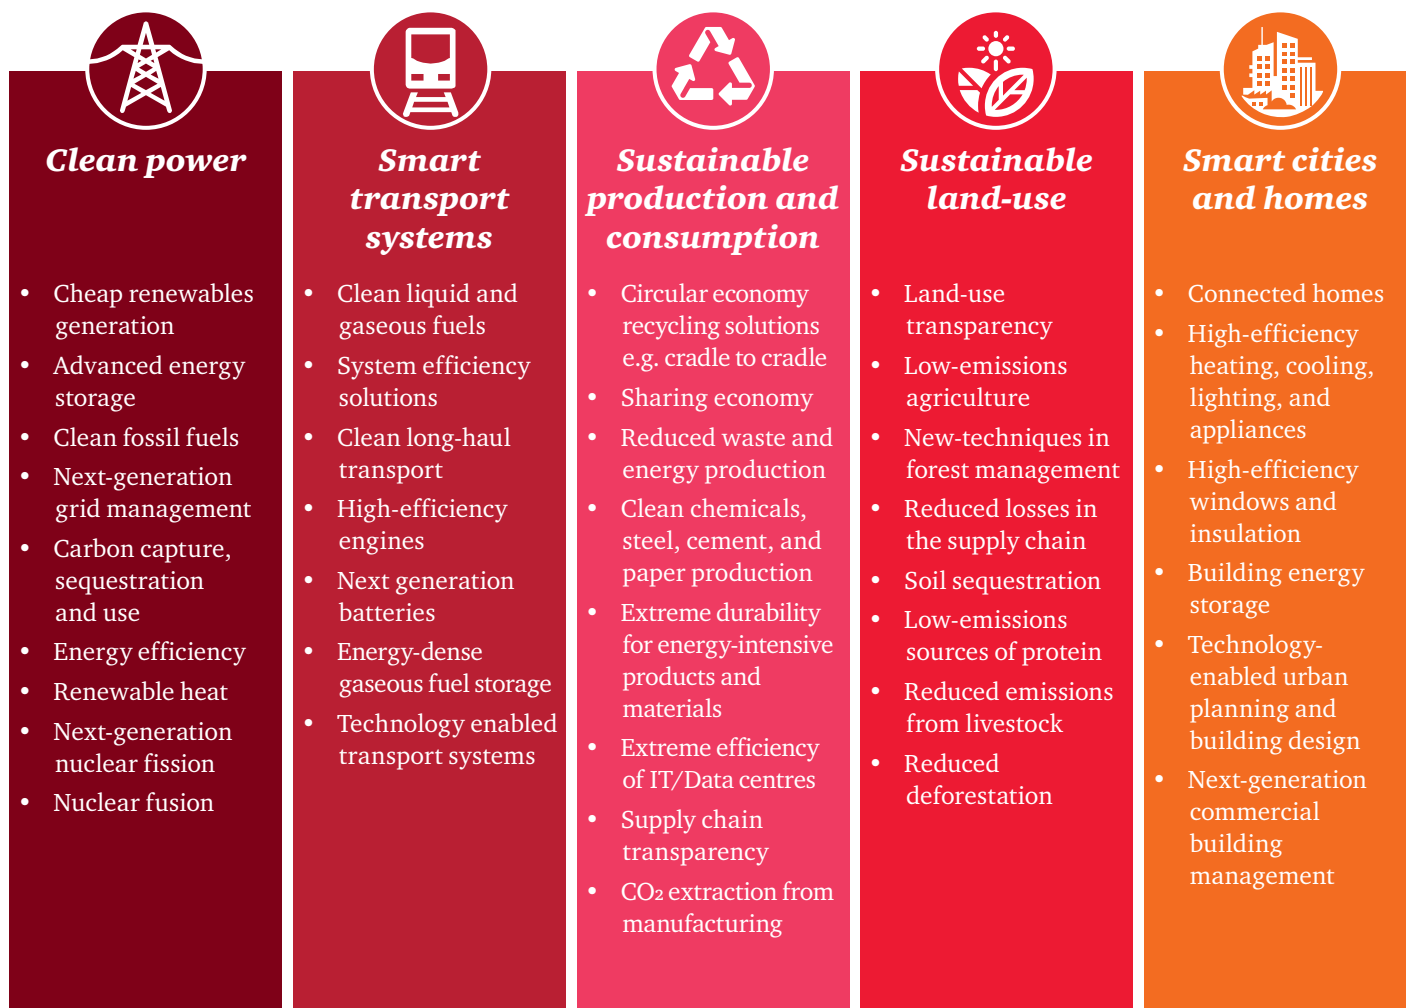 Clean power
• Cheap renewables
generation
• Advanced energy
storage
• Clean fossil fuels
• Next-generation
grid management
• Carbon capture,
sequestration
and use
• Energy efficiency
• Renewable heat
• Next-generation
nuclear fission
• Nuclear fusion
Smart
transport
systems
• Clean liquid and
gaseous fuels
• System efficiency
solutions
• Clean long-haul
transport
• High-efficiency
engines
• Next generation
batteries
• Energy-dense
gaseous fuel storage
• Technology enabled
transport systems
Sustainable
production and
consumption
• Circular economy
recycling solutions
e.g. cradle to cradle
• Sharing economy
• Reduced waste and
energy production
• Clean chemicals,
steel, cement, and
paper production
• Extreme durability
for energy-intensive
products and
materials
• Extreme efficiency
of IT/Data centres
• Supply chain
transparency
• CO₂ extraction from
manufacturing
Sustainable
land-use
• Land-use
transparency
• Low-emissions
agriculture
• New-techniques in
forest management
• Reduced losses in
the supply chain
• Soil sequestration
• Low-emissions
sources of protein
• Reduced emissions
from livestock
• Reduced
deforestation
Smart cities
and homes
• Connected homes
• High-efficiency
heating, cooling,
lighting, and
appliances
• High-efficiency
windows and
insulation
• Building energy
storage
• Technology-
enabled urban
planning and
building design
• Next-generation
commercial
building
management